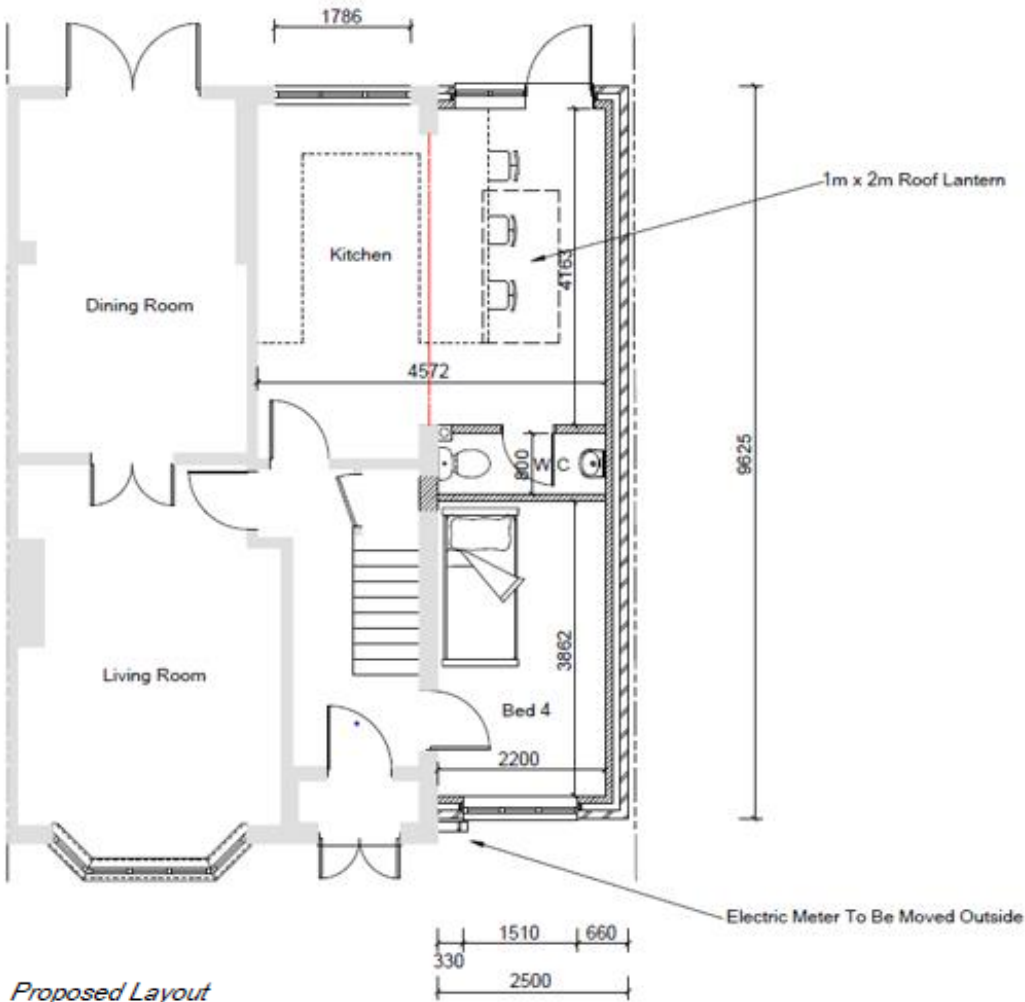 1786
1m x 2m Roof Lantern
Kitchen
4163
Dining Room
4572
9625
900
W C
3862
Living Room
Bed 4
2200
Electric Meter To Be Moved Outside
1510
660
330
2500
Proposed Layout